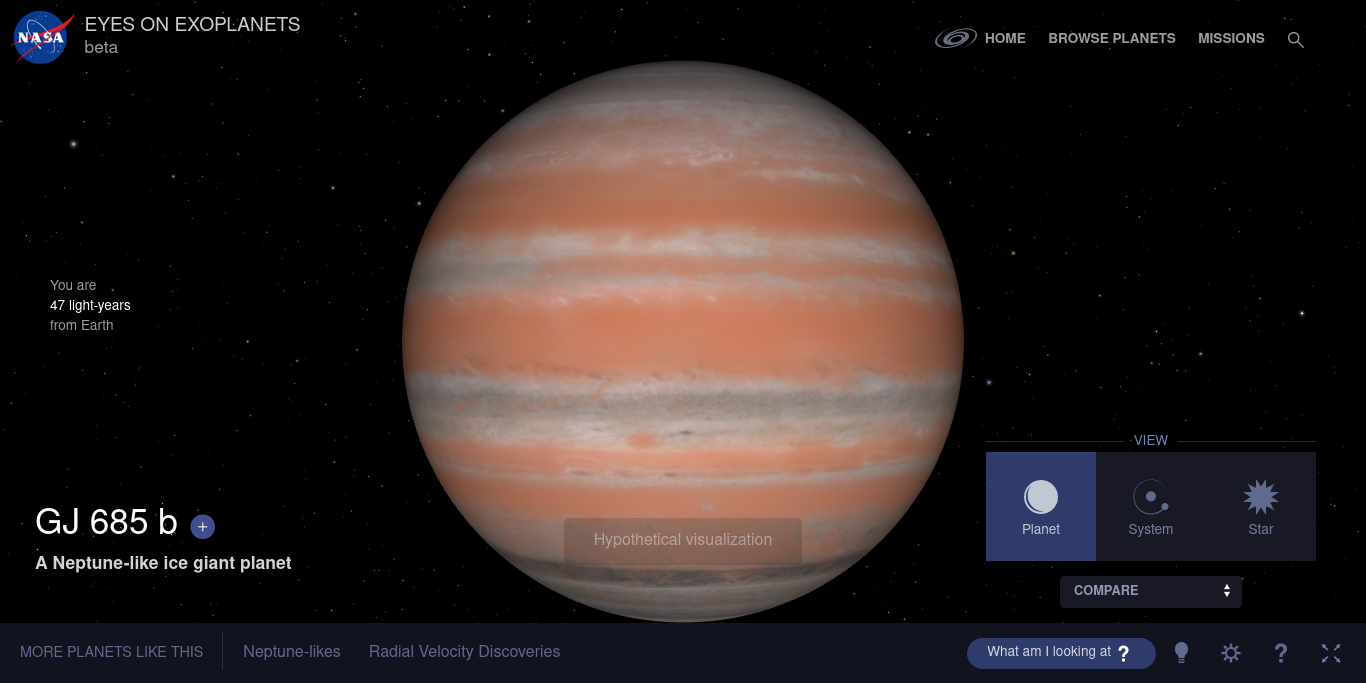 NASA
EYES ON EXOPLANETS
beta
HOME
BROWSE PLANETS
MISSIONS
You are
47 light-years
from Earth
VIEW
Planet
System
Star
GJ 685 b +
A Neptune-like ice giant planet
Hypothetical visualization
COMPARE
MORE PLANETS LIKE THIS
Neptune-likes
Radial Velocity Discoveries
What am I looking at ?
?